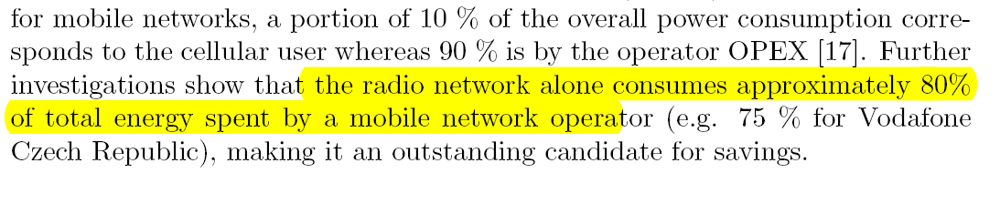 for mobile networks, a portion of 10 % of the overall power consumption corre-
sponds to the cellular user whereas 90 % is by the operator OPEX [17]. Further
investigations show that the radio network alone consumes approximately 80%
of total energy spent by a mobile network operator (e.g. 75 % for Vodafone
Czech Republic), making it an outstanding candidate for savings.